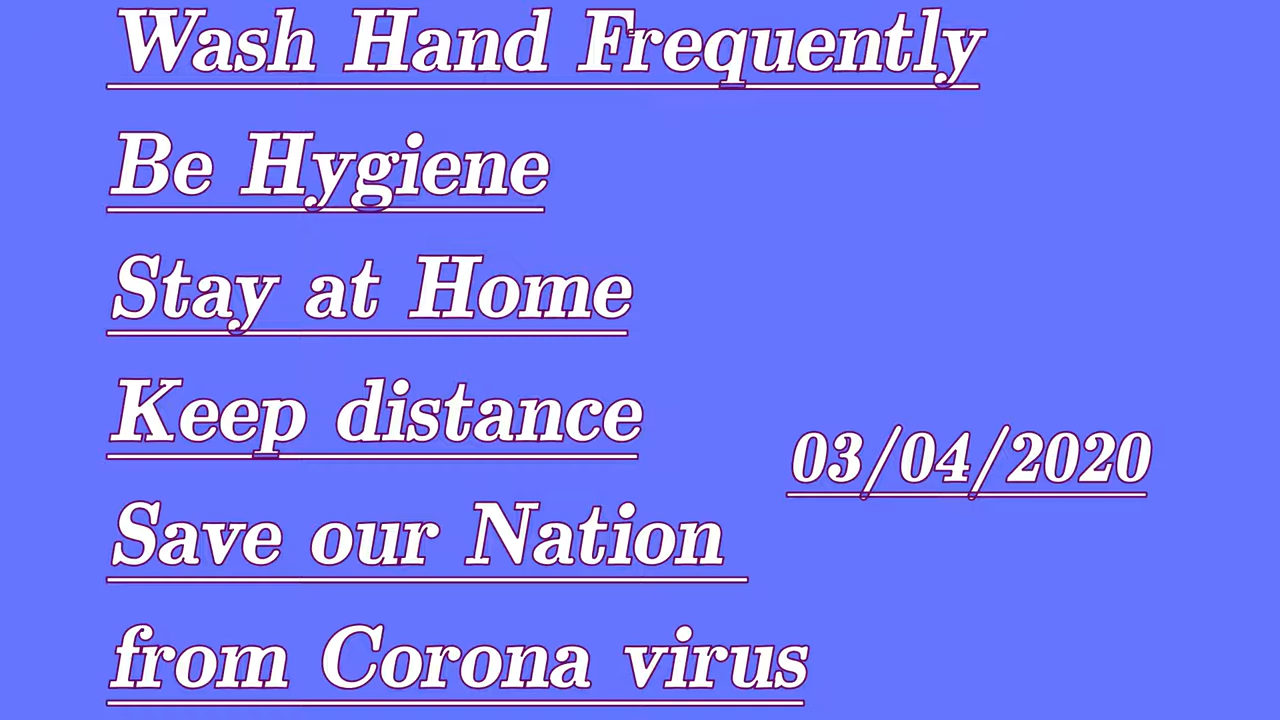 Wash Hand Frequently
Be Hygiene
Stay at Home
Keep distance
03/04/2020
Save our Nation
from Corona virus